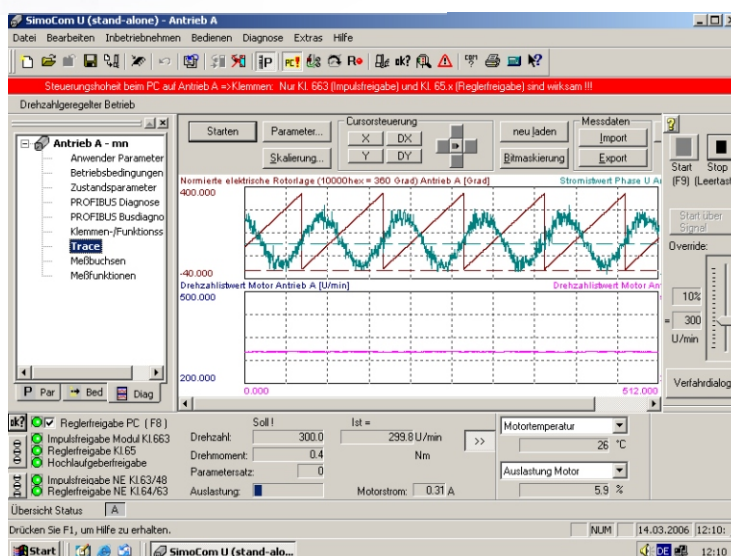 SimoCom U (stand-alone) - Antrieb A
Datei Bearbeiten Inbetriebnehmen Bedienen Diagnose Extras Hilfe
Steuerungshoheit beim PC auf Antrieb A =>Klemmen: Nur Kl. 663 (Impulsfreigabe) und Kl. 65.x (Reglerfreigabe) sind wirksam !!!
Drehzahlgeregelter Betrieb
Antrieb A - mn
Anwender Parameter
Betriebsbedingungen
Zustandsparameter
PROFIBUS Diagnose
PROFIBUS Busdiagno
Klemmen-/Funktionss
Trace
Meßbuchsen
Meßfunktionen
P Par
Bed
Diag
Starten
Parameter...
Skalierung...
Cursorsteuerung
X DX
Y DY
neu laden
Bitmaskierung
Messdaten
Import
Export
Normierte elektrische Rotorlage (10000hex = 360 Grad) Antrieb A [Grad]
Stromistwert Phase U A
400.000
-40.000
Drehzahlistwert Motor Antrieb A [U/min]
Drehzahlistwert Motor An
500.000
200.000
0.000
512.000
Start Stop
(F9) (Leertast
Start über
Signal
Override:
10%
= 300
U/min
Verfahrdialog
ok?
Reglerfreigabe PC ( F8 )
Impulsfreigabe Modul Kl.663
Reglerfreigabe Kl.65
Hochlaufgeberfreigabe
Impulsfreigabe NE Kl.63/48
Reglerfreigabe NE Kl.64/63
Soll !
Ist =
Drehzahl: 300.0 299.8 U/min
Drehmoment: 0.4 Nm
Parametersatz: 0
Auslastung:
Motorstrom: 0.31 A
>>
Motortemperatur
26 °C
Auslastung Motor
5.9 %
Übersicht Status A
Drücken Sie F1, um Hilfe zu erhalten.
NUM 14.03.2006 12:10:
Start
SimoCom U (stand-alo...
DE
12:10